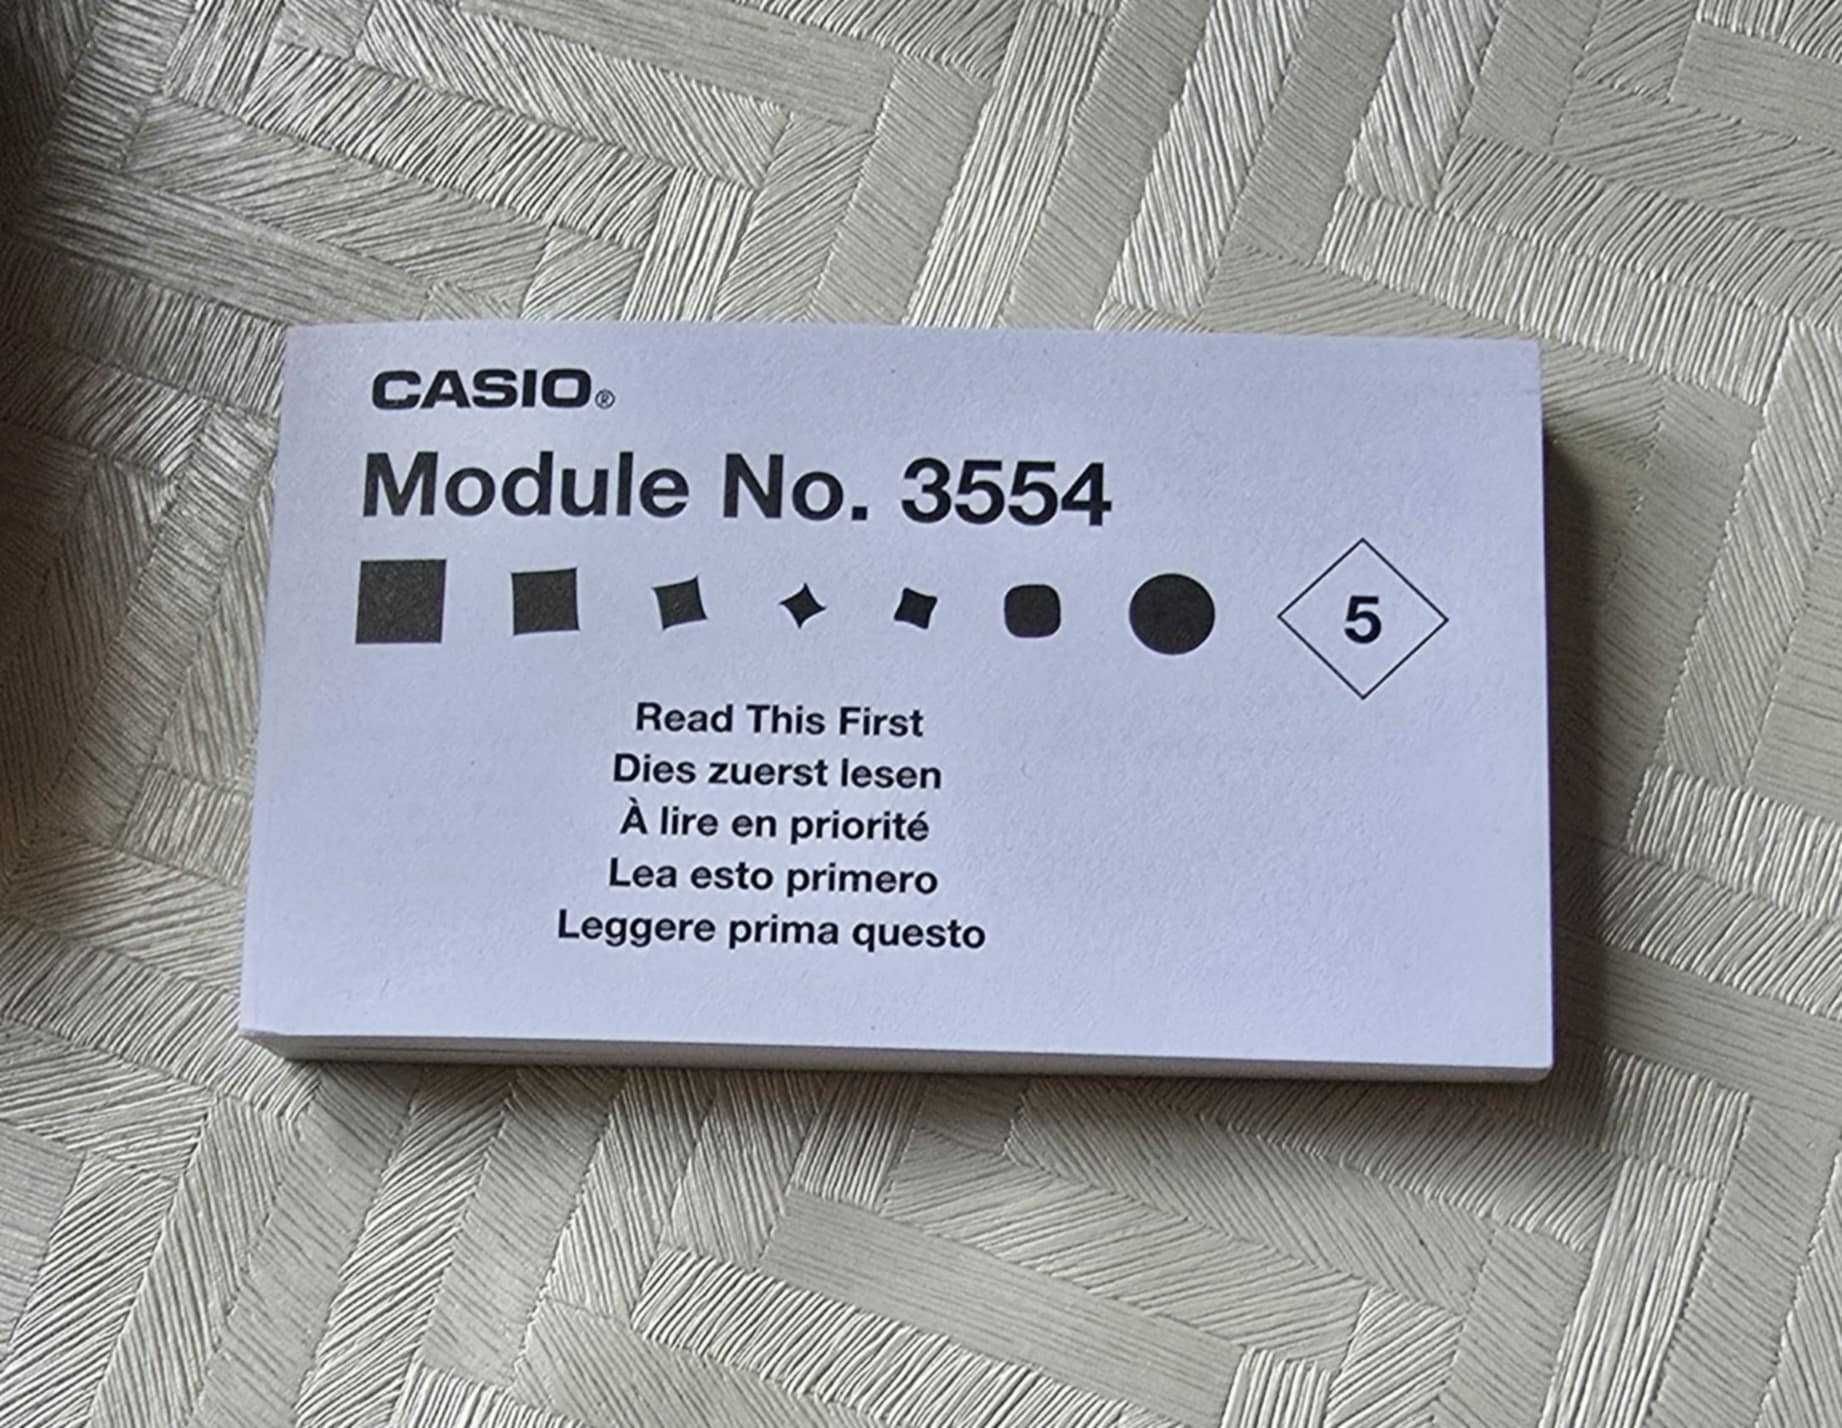 CASIO®
Module No. 3554
5
Read This First
Dies zuerst lesen
À lire en priorité
Lea esto primero
Leggere prima questo